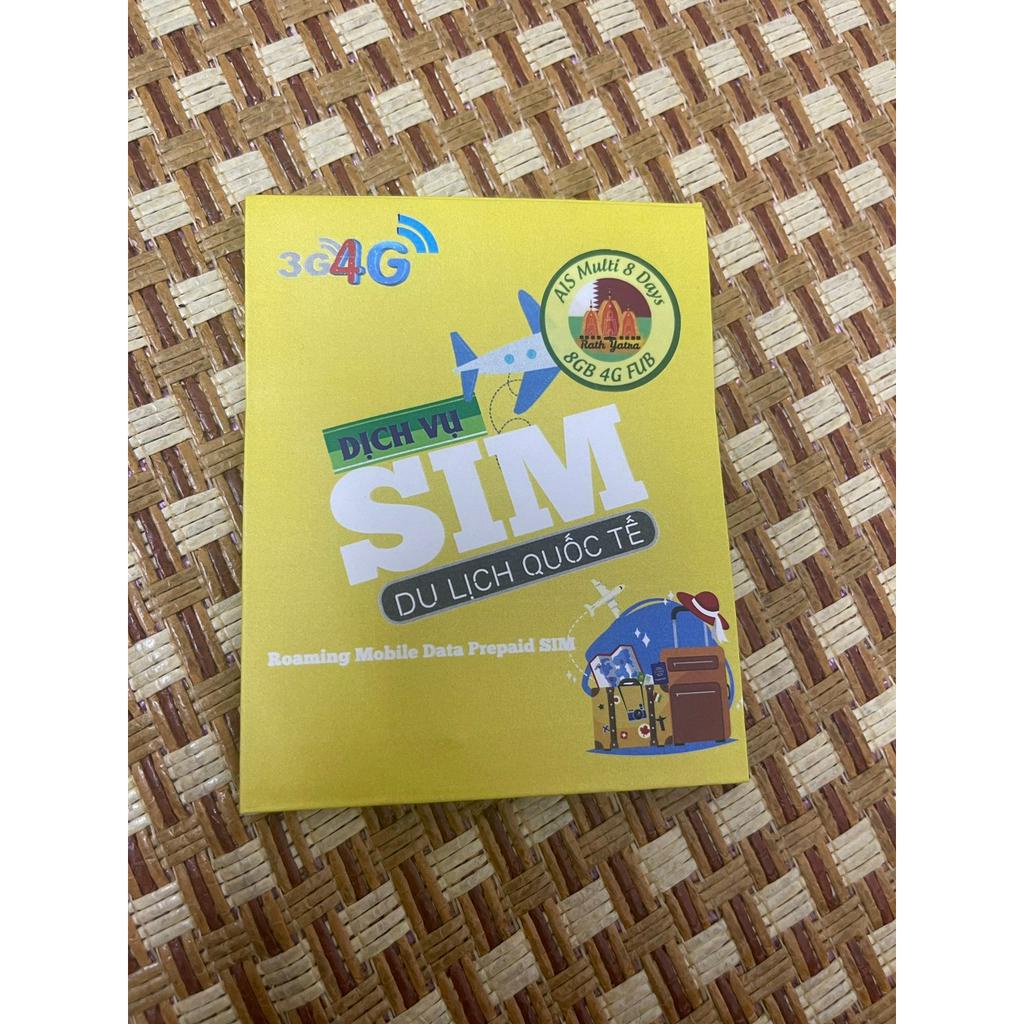 3G4G
AIS Multi 8 Days
Rath Yatra
8GB 4G FUB
DỊCH VỤ
SIM
DU LỊCH QUỐC TẾ
Roaming Mobile Data Prepaid SIM